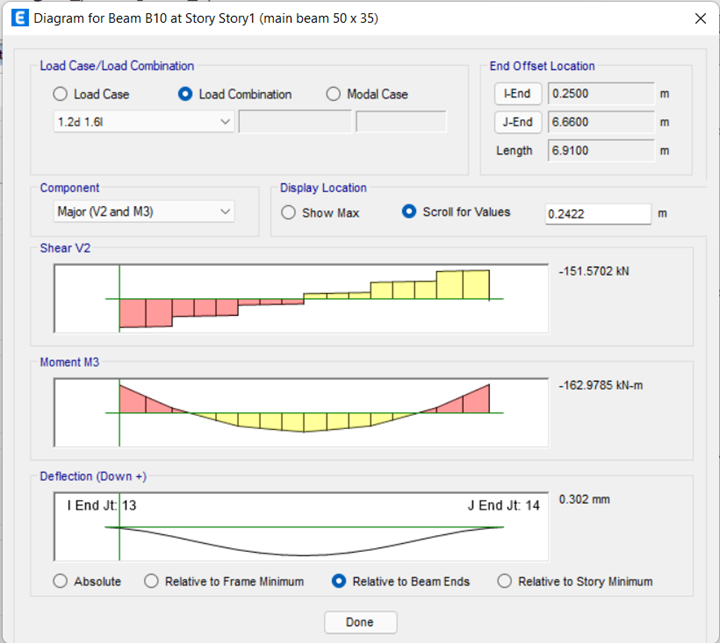 E Diagram for Beam B10 at Story Story1 (main beam 50 x 35)
Load Case/Load Combination
Load Case Load Combination Modal Case
1.2d 1.6l
End Offset Location
I-End 0.2500 m
J-End 6.6600 m
Length 6.9100 m
Component
Major (V2 and M3)
Display Location
Show Max Scroll for Values 0.2422 m
Shear V2
-151.5702 kN
Moment M3
-162.9785 kN-m
Deflection (Down +)
I End Jt: 13 J End Jt: 14
0.302 mm
Absolute Relative to Frame Minimum Relative to Beam Ends Relative to Story Minimum
Done